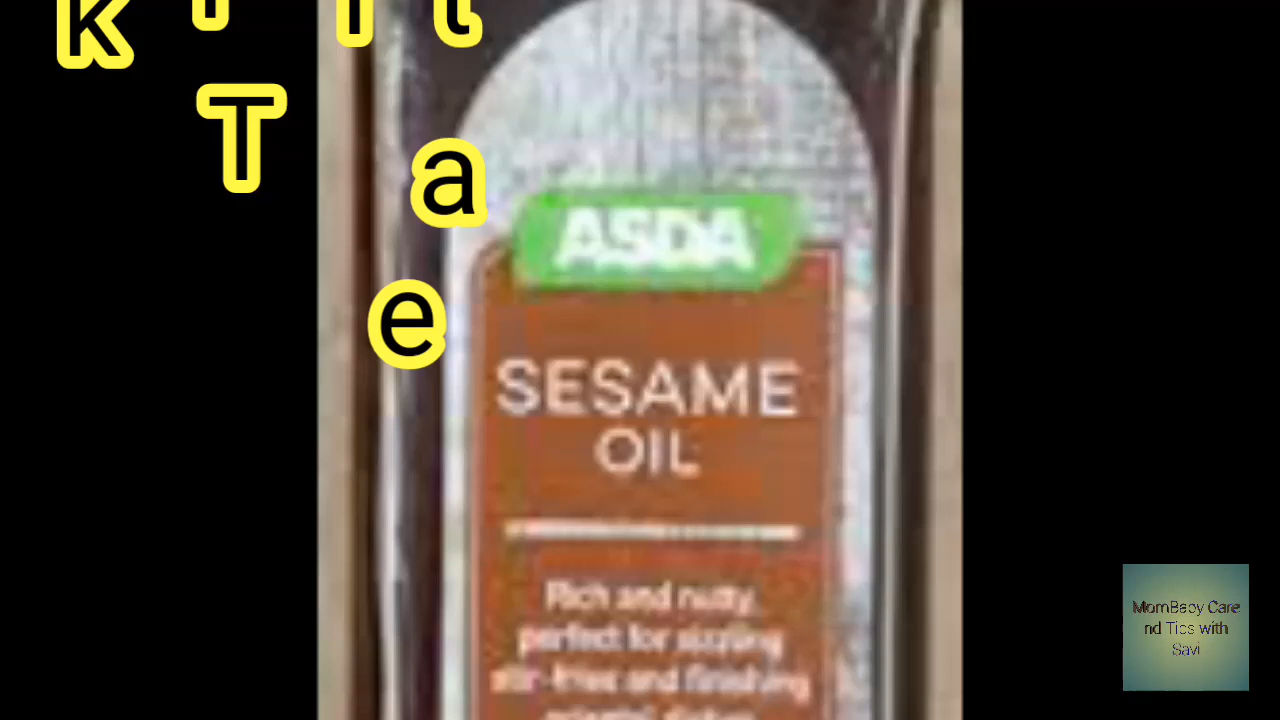 k
T
a
e
ASDA
SESAME
OIL
Rich and nutty,
perfect for sizzling
stir-fries and finishing
MomBaby Care
nd Tips with
Savi